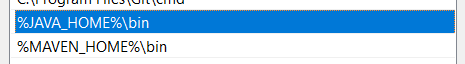 C:\Program Files\Git\cmd
%JAVA_HOME%\bin
%MAVEN_HOME%\bin